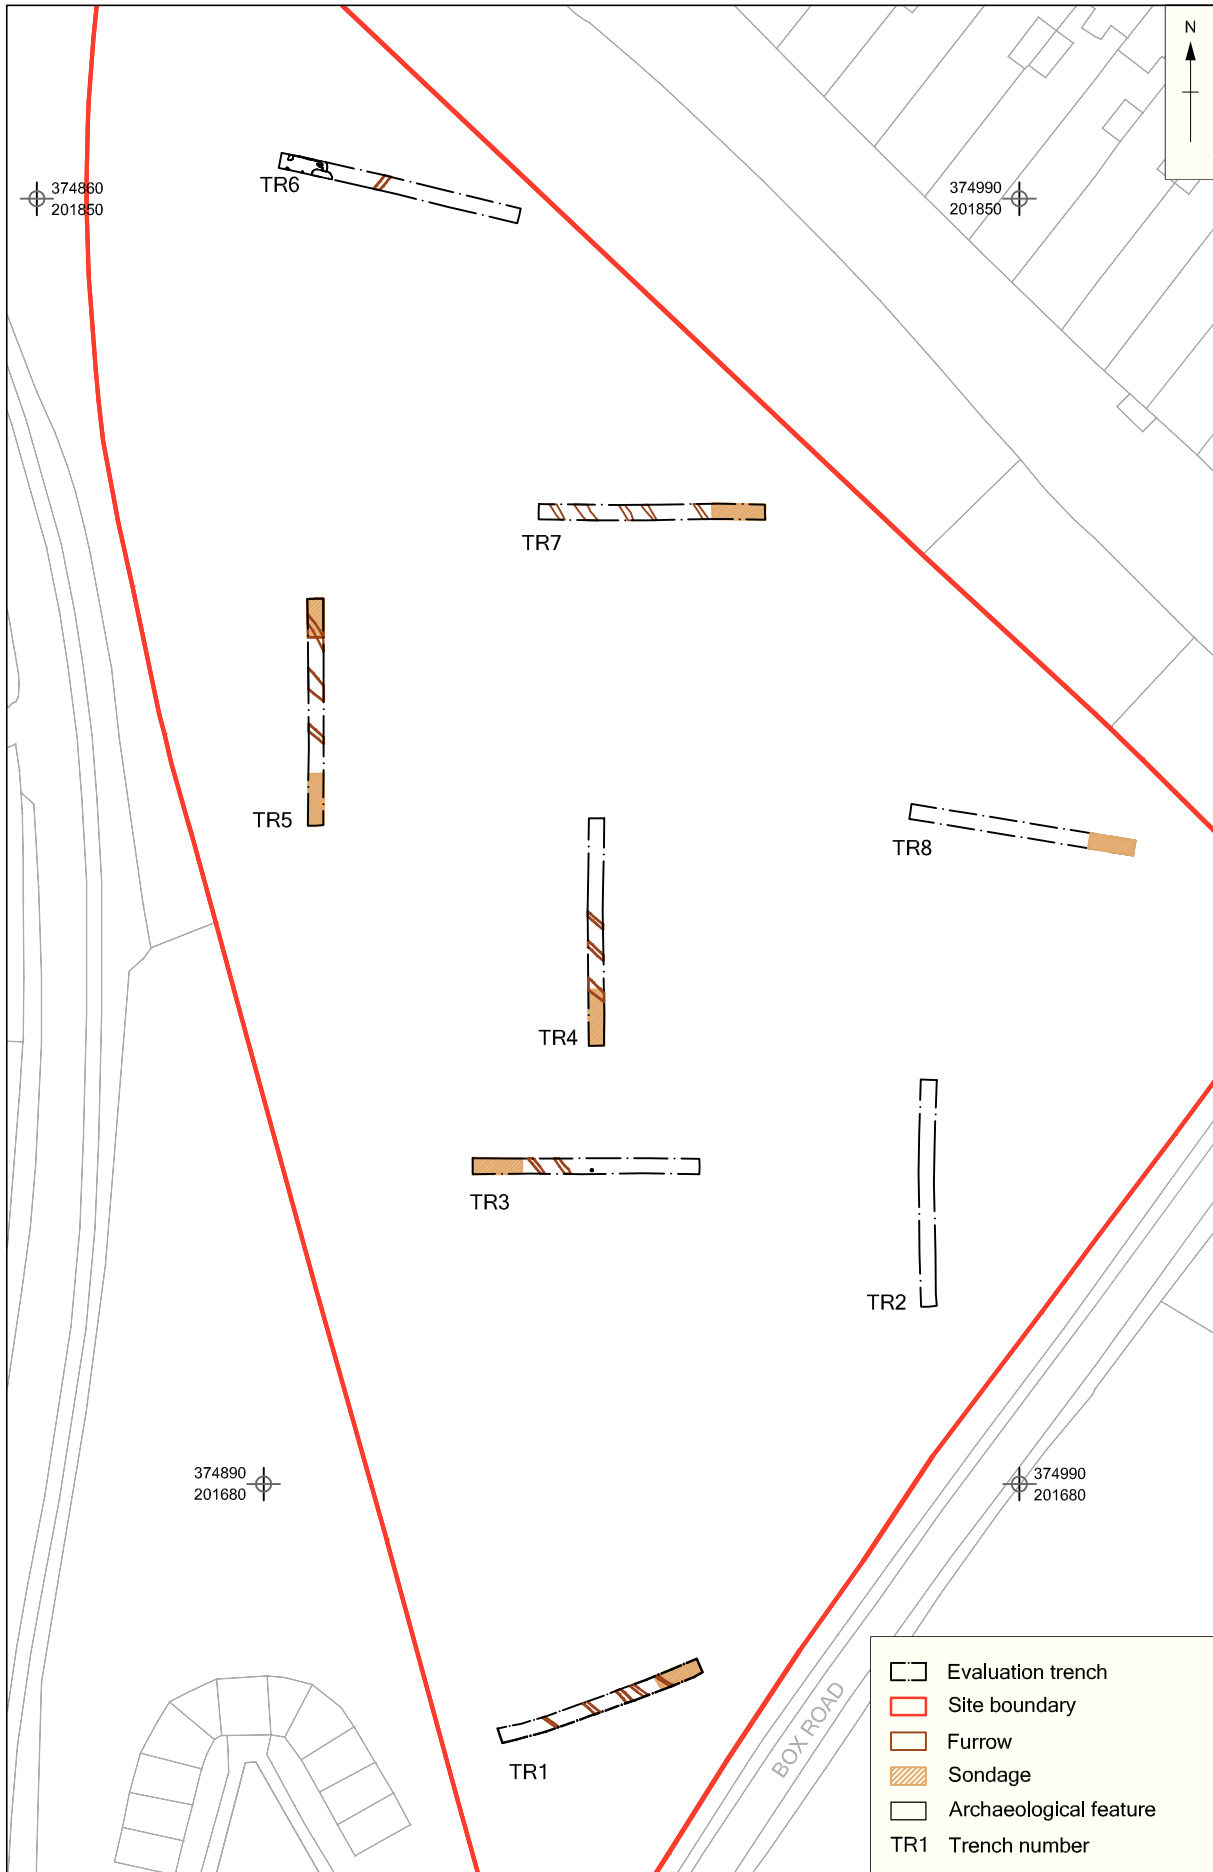 N
TR6
374860
201850
374990
201850
TR7
TR5
TR8
TR4
TR3
TR2
374890
201680
374990
201680
BOX ROAD
TR1
Evaluation trench
Site boundary
Furrow
Sondage
Archaeological feature
TR1 Trench number